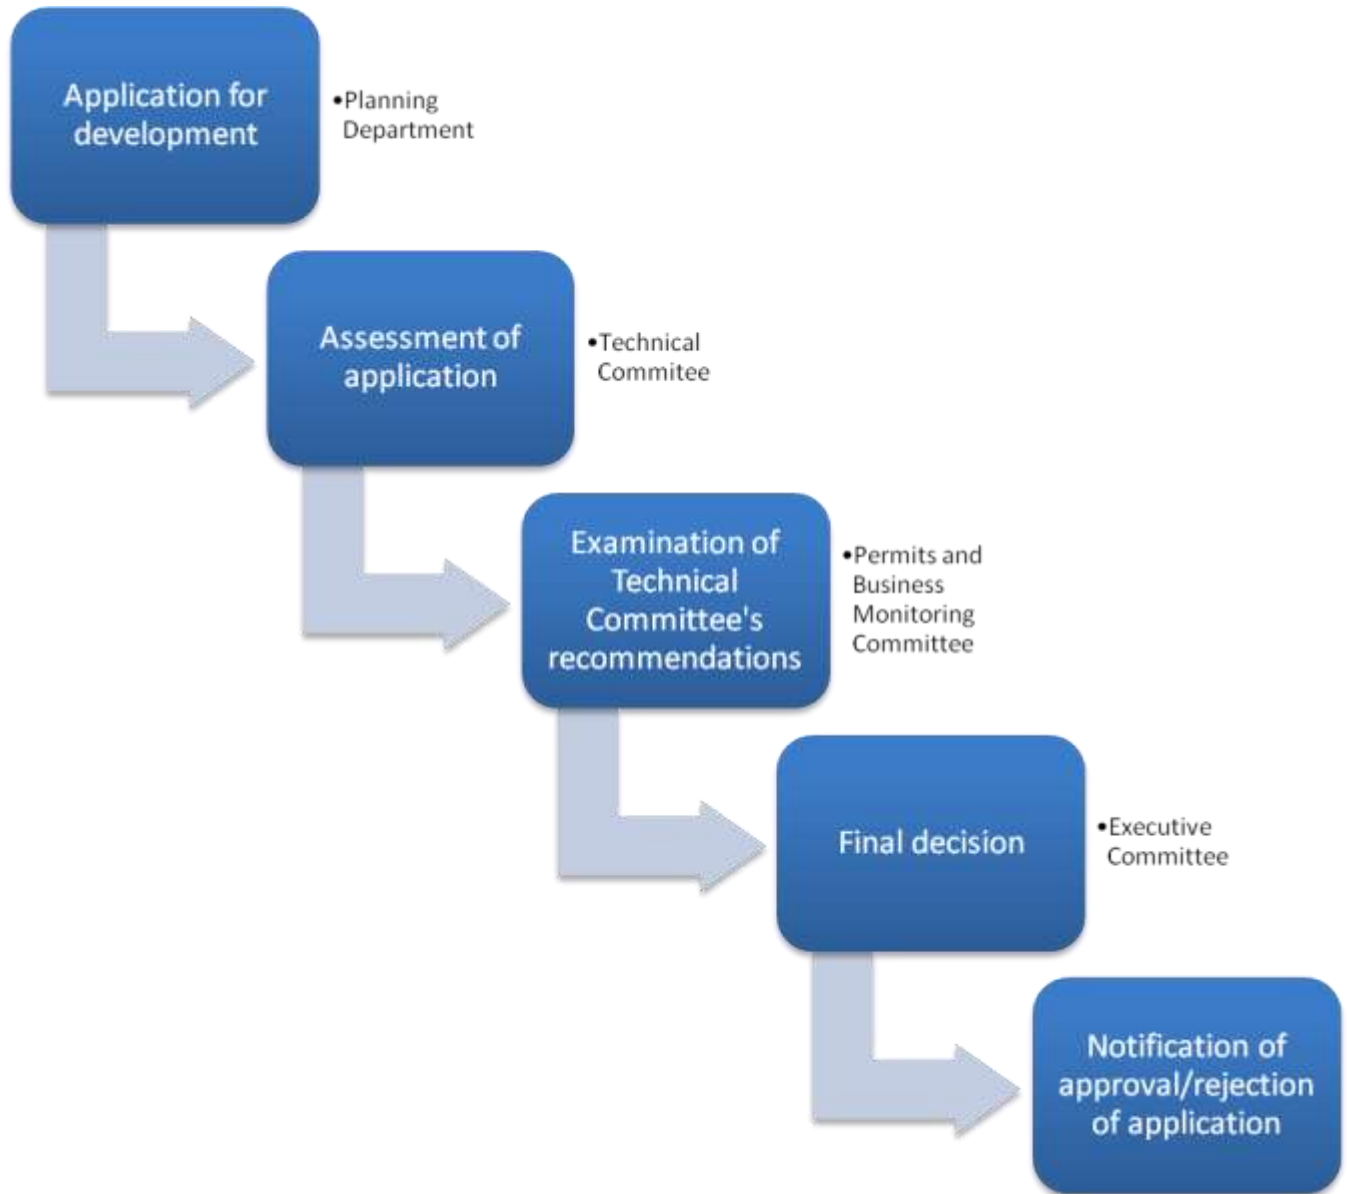 Application for
development
•Planning
Department
Assessment of
application
•Technical
Commitee
Examination of
Technical
Committee's
recommendations
•Permits and
Business
Monitoring
Committee
Final decision
•Executive
Committee
Notification of
approval/rejection
of application